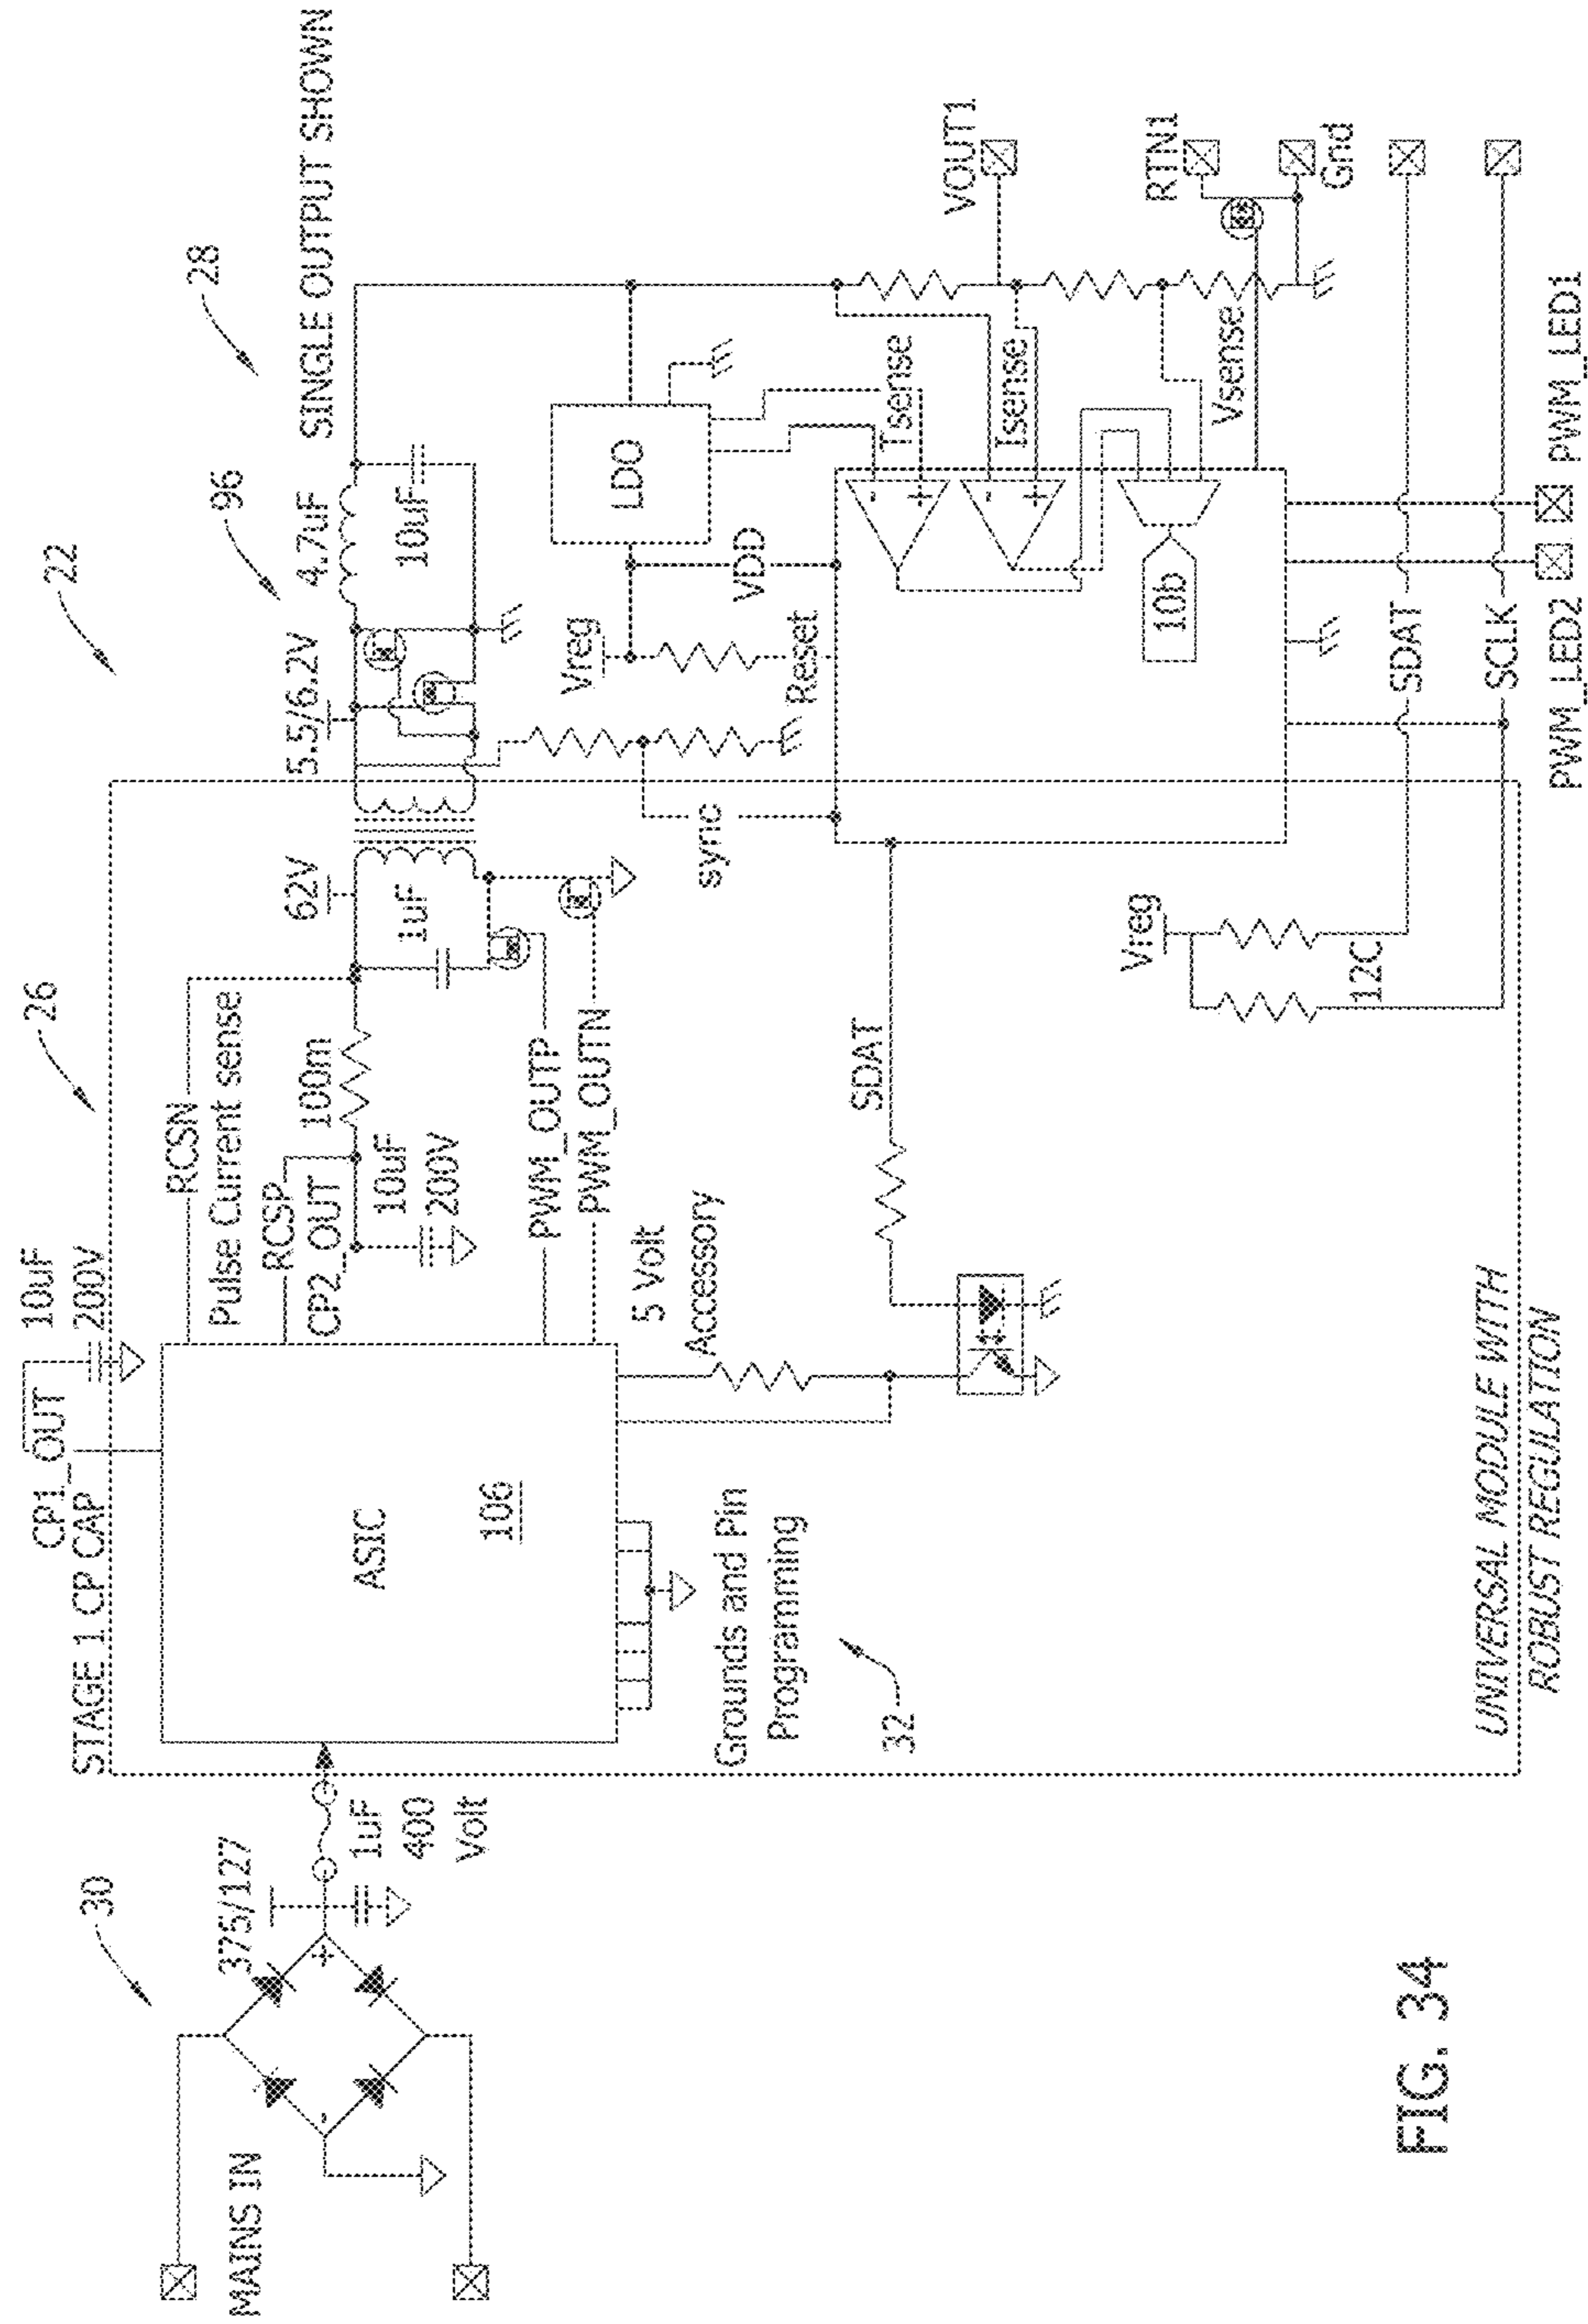 22
26
28
96
30
SINGLE OUTPUT SHOWN
CP1_OUT
10uF
200V
STAGE 1 CP CAP
RCSN
Pulse Current sense
RCSP
CP2_OUT
100m
10uF
200V
62V
1uF
5.5/6.2V
4.7uF
10uF
MAINS IN
375/127
+
-
1uF
400
Volt
ASIC
106
PWM_OUTP
PWM_OUTN
5 Volt
Accessory
Grounds and Pin
Programming
32
sync
Vreg
Reset
VDD
LDO
Tsense
Isense
Vsense
-
+
-
+
10b
VOUT1
RTN1
Gnd
SDAT
Vreg
12C
SDAT
SCLK
PWM_LED2
PWM_LED1
UNIVERSAL MODULE WITH
ROBUST REGULATION
FIG. 34